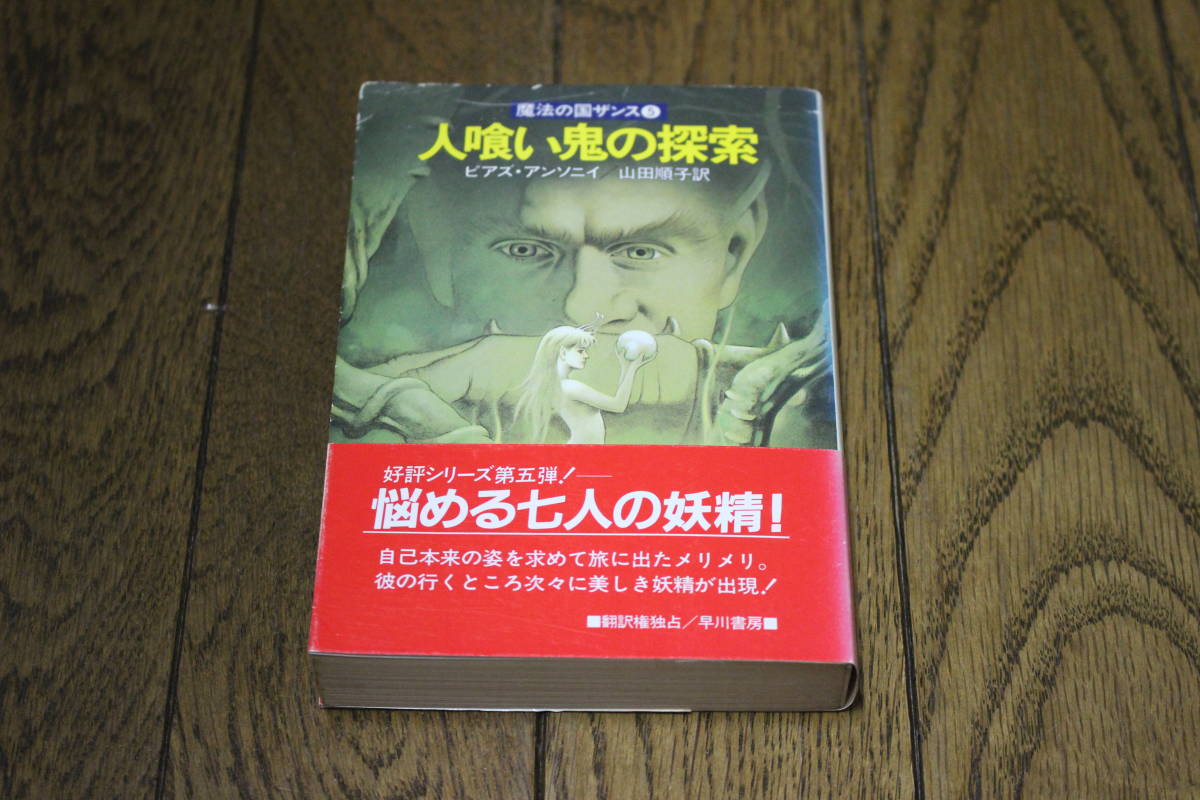 魔法の国ザンス5
人喰い鬼の探索
ピアズ・アンソニイ 山田順子訳
好評シリーズ第五弾!——
悩める七人の妖精!
自己本来の姿を求めて旅に出たメリメリ。
彼の行くところ次々に美しき妖精が出現!
■翻訳権独占/早川書房■